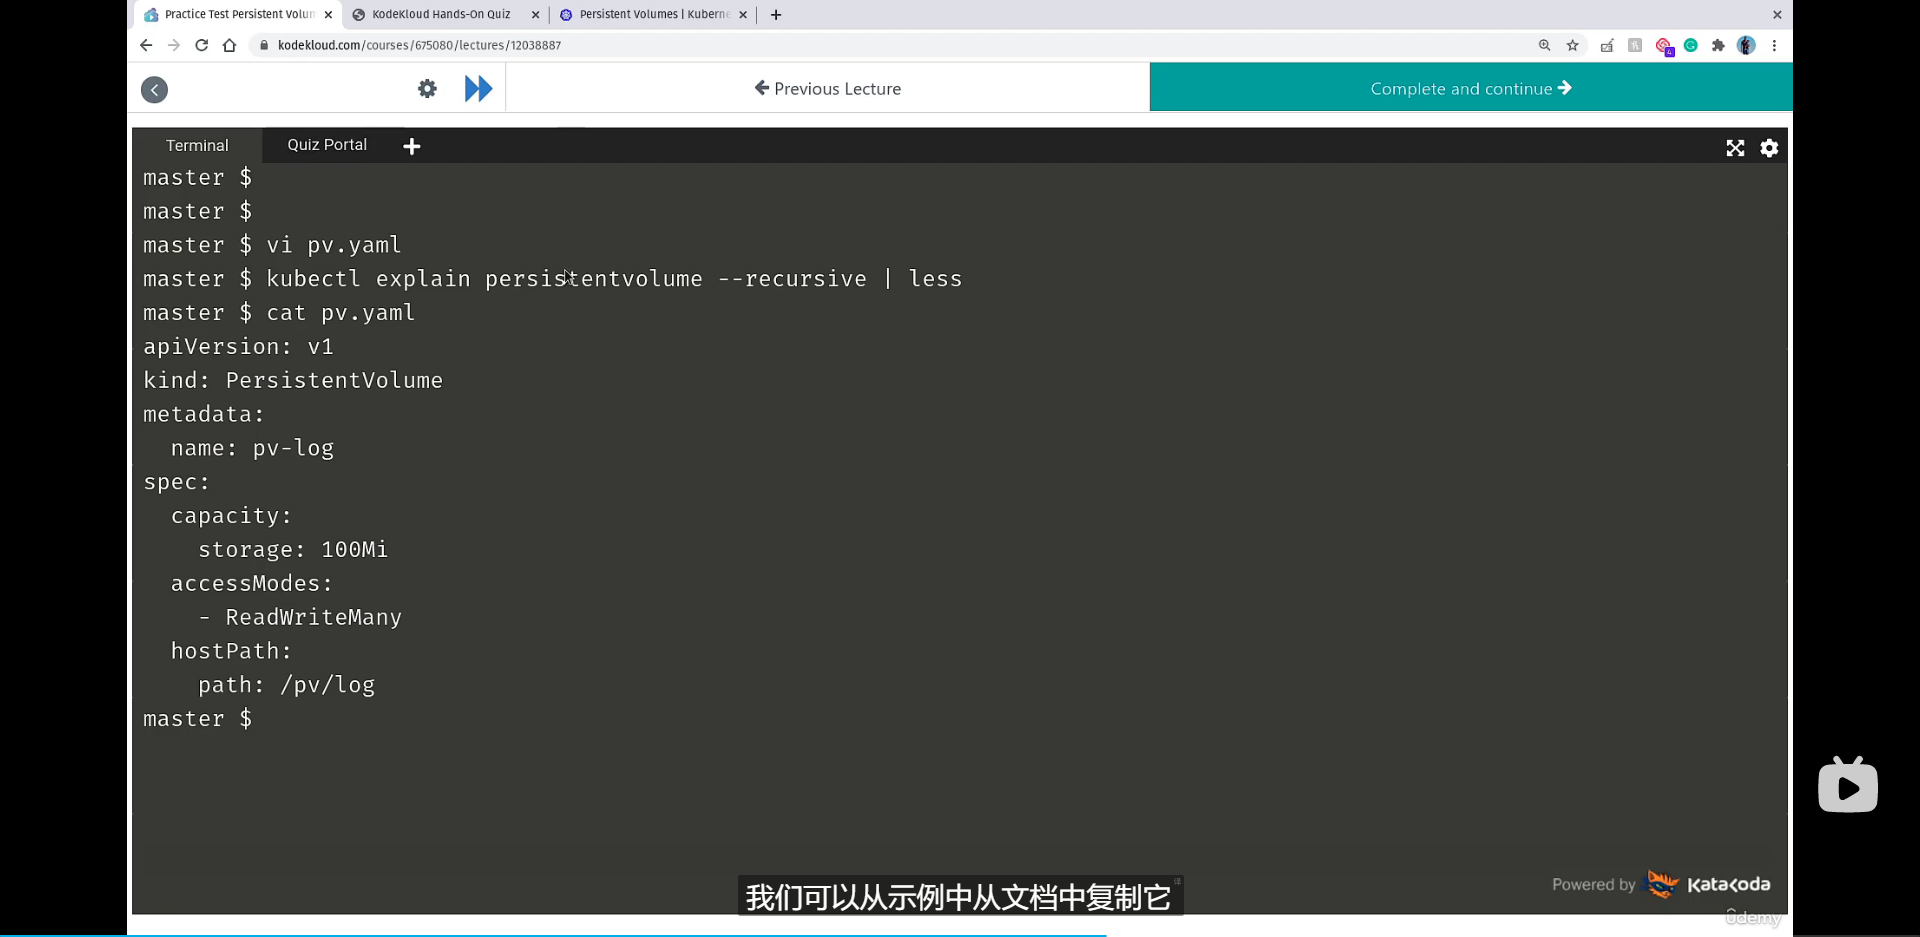 Practice Test Persistent Volum
KodeKloud Hands-On Quiz
Persistent Volumes | Kuberne
kodekloud.com/courses/675080/lectures/12038887
4
Previous Lecture
Complete and continue
Terminal
Quiz Portal
master $
master $
master $ vi pv.yaml
master $ kubectl explain persistentvolume --recursive | less
master $ cat pv.yaml
apiVersion: v1
kind: PersistentVolume
metadata:
  name: pv-log
spec:
  capacity:
    storage: 100Mi
  accessModes:
    - ReadWriteMany
  hostPath:
    path: /pv/log
master $
Powered by Katacoda
我们可以从示例中从文档中复制它
Udemy